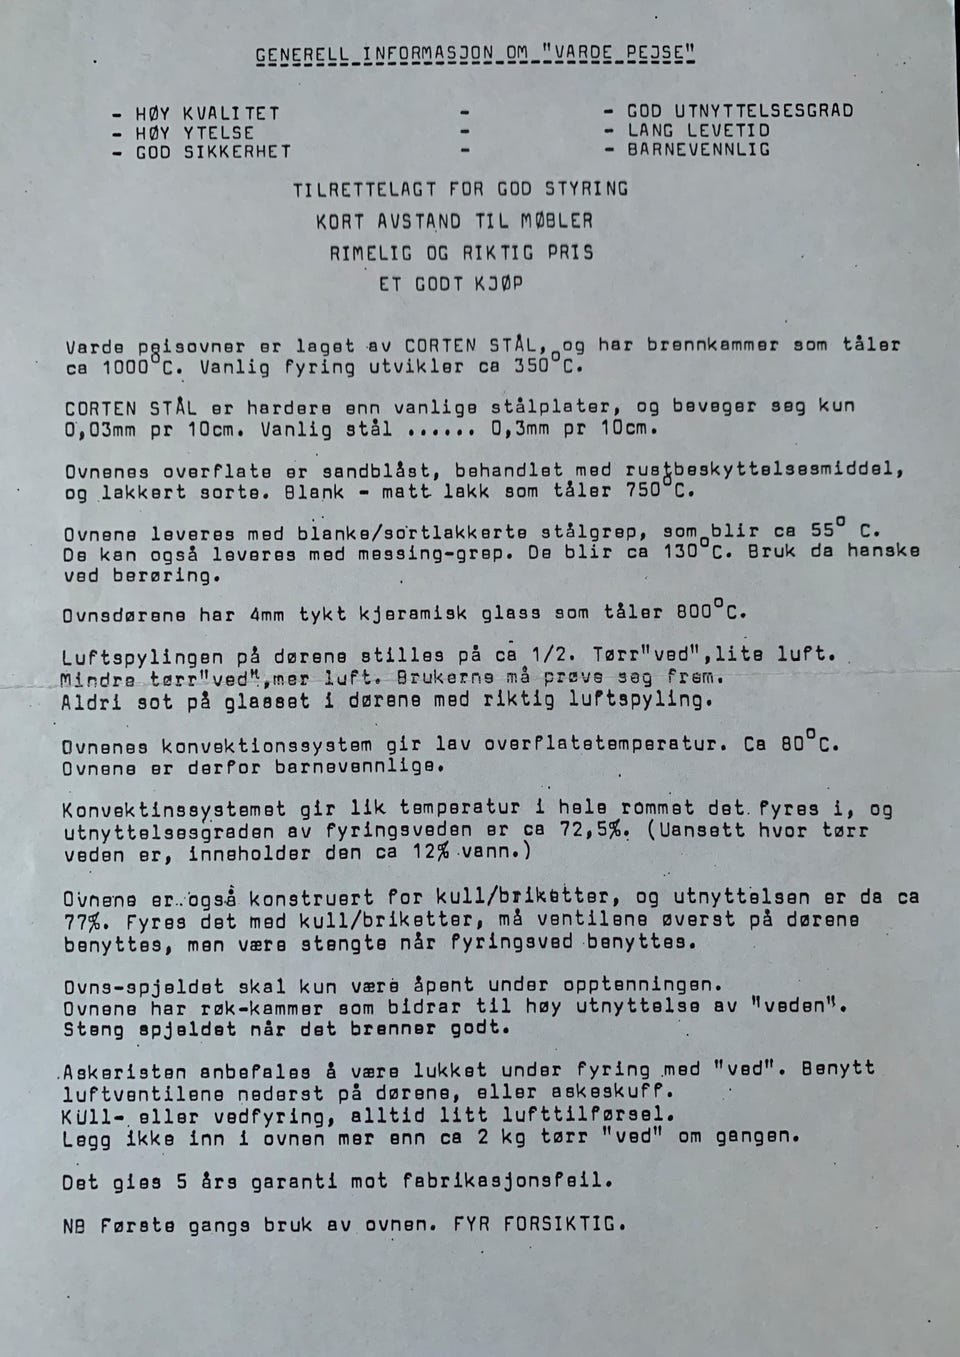 GENERELL INFORMASJON OM "VARDE PEJSE"
- HØY KVALITET - - GOD UTNYTTELSESGRAD
- HØY YTELSE - - LANG LEVETID
- GOD SIKKERHET - - BARNEVENNLIG
TILRETTELAGT FOR GOD STYRING
KORT AVSTAND TIL MØBLER
RIMELIG OG RIKTIG PRIS
ET GODT KJØP
Varde peisovner er laget av CORTEN STÅL, og har brennkammer som tåler
ca 1000°C. Vanlig fyring utvikler ca 350°C.
CORTEN STÅL er hardere enn vanlige stålplater, og beveger seg kun
0,03mm pr 10cm. Vanlig stål ...... 0,3mm pr 10cm.
Ovnenes overflate er sandblåst, behandlet med rustbeskyttelsesmiddel,
og lakkert sorte. Blank - matt lakk som tåler 750°C.
Ovnene leveres med blanke/sortlakkerte stålgrep, som blir ca 55° C.
De kan også leveres med messing-grep. De blir ca 130°C. Bruk da hanske
ved berøring.
Ovnsdørene har 4mm tykt kjeramisk glass som tåler 800°C.
Luftspylingen på dørene stilles på ca 1/2. Tørr"ved",lite luft.
Mindre tørr"ved",mer luft. Brukerne må prøve seg frem.
Aldri sot på glasset i dørene med riktig luftspyling.
Ovnenes konvektionssystem gir lav overflatetemperatur. Ca 80°C.
Ovnene er derfor barnevennlige.
Konvektinssystemet gir lik temperatur i hele rommet det fyres i, og
utnyttelsesgraden av fyringsveden er ca 72,5%. (Uansett hvor tørr
veden er, inneholder den ca 12% vann.)
Ovnene er også konstruert for kull/briketter, og utnyttelsen er da ca
77%. Fyres det med kull/briketter, må ventilene øverst på dørene
benyttes, men være stengte når fyringsved benyttes.
Ovns-spjeldet skal kun være åpent under opptenningen.
Ovnene har røk-kammer som bidrar til høy utnyttelse av "veden".
Steng spjeldet når det brenner godt.
Askeristen anbefales å være lukket under fyring med "ved". Benytt
luftventilene nederst på dørene, eller askeskuff.
KUll- eller vedfyring, alltid litt lufttilførsel.
Legg ikke inn i ovnen mer enn ca 2 kg tørr "ved" om gangen.
Det gies 5 års garanti mot fabrikasjonsfeil.
NB Første gangs bruk av ovnen. FYR FORSIKTIG.